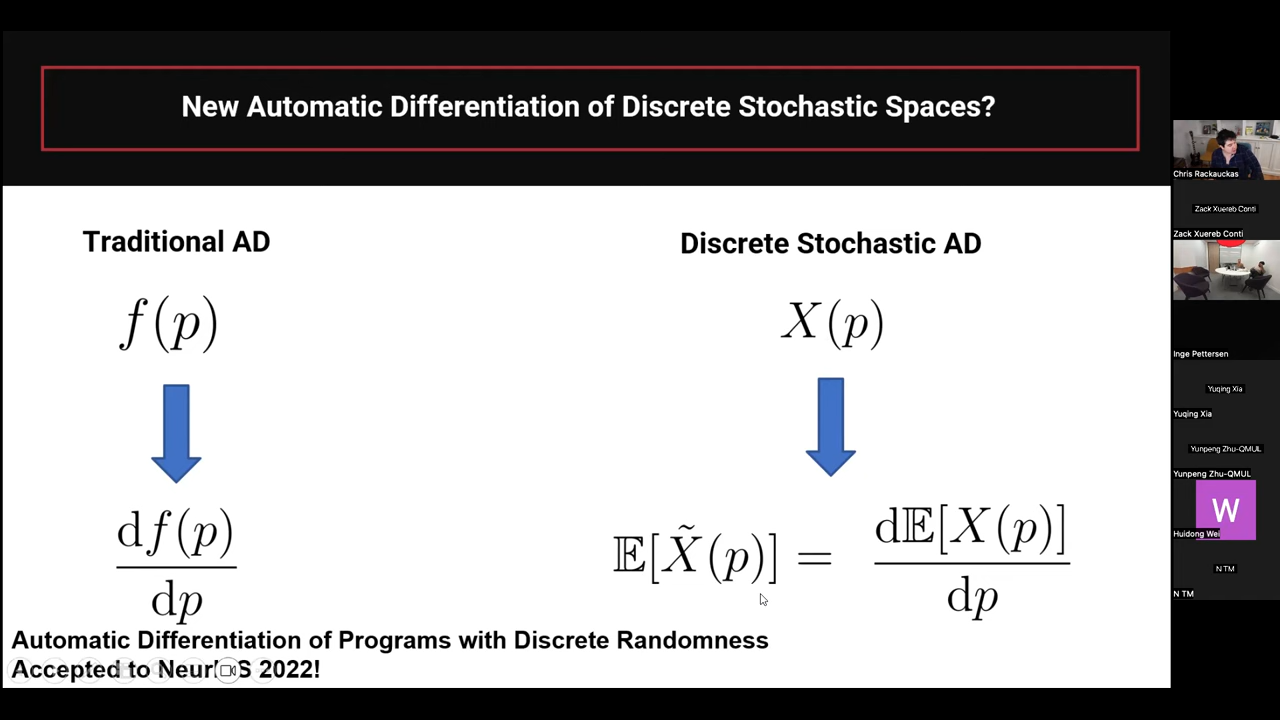 New Automatic Differentiation of Discrete Stochastic Spaces?
Traditional AD
Discrete Stochastic AD
f(p)
X(p)
df(p)
dp
𝔼[X̃(p)] = d𝔼[X(p)]
dp
Automatic Differentiation of Programs with Discrete Randomness
Accepted to NeurIPS 2022!
Chris Rackauckas
Zack Xuereb Conti
Zack Xuereb Conti
Inge Pettersen
Yuqing Xia
Yuqing Xia
Yunpeng Zhu-QMUL
Yunpeng Zhu-QMUL
W
Huidong Wei
N TM
N TM